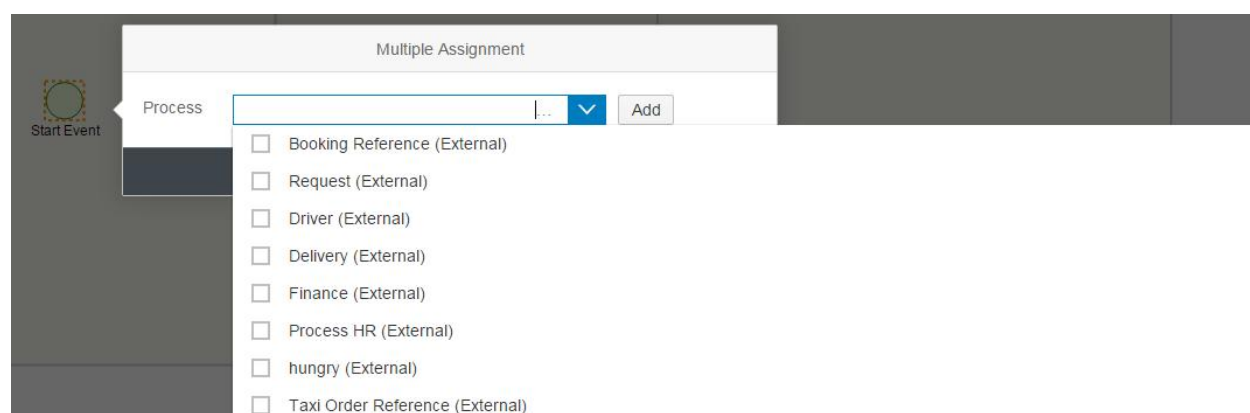 Multiple Assignment
Process ... Add
Start Event
Booking Reference (External)
Request (External)
Driver (External)
Delivery (External)
Finance (External)
Process HR (External)
hungry (External)
Taxi Order Reference (External)